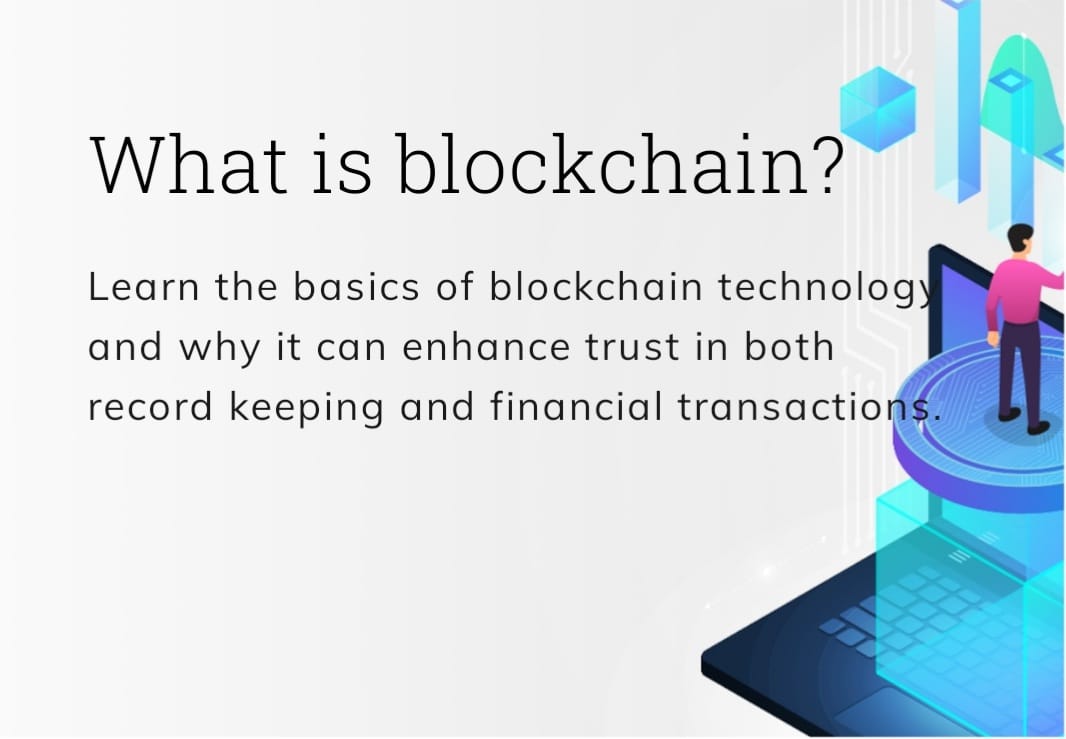 What is blockchain?
Learn the basics of blockchain technology
and why it can enhance trust in both
record keeping and financial transactions.